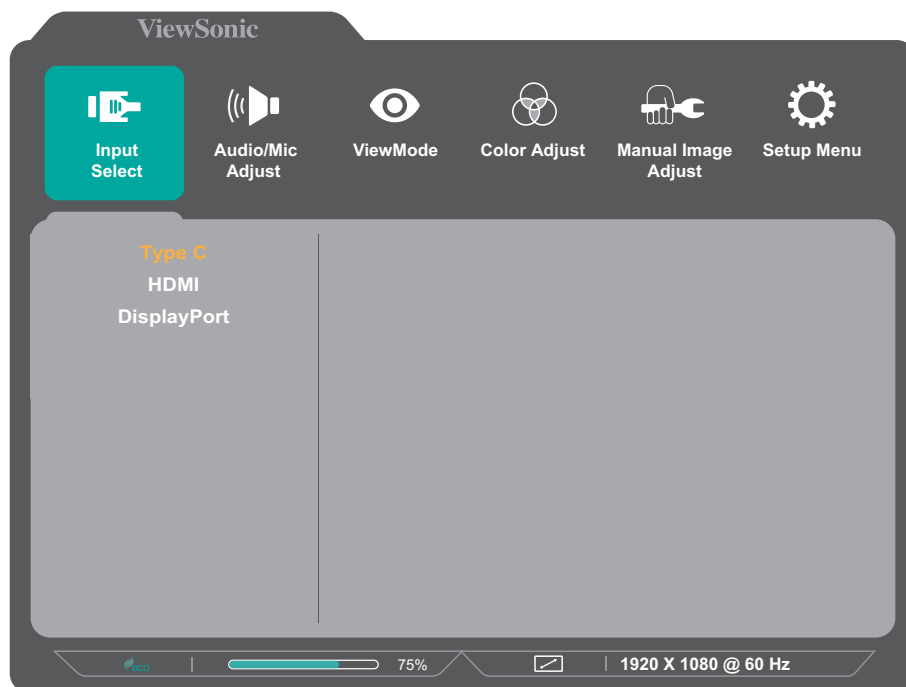 ViewSonic
Input
Select
Audio/Mic
Adjust
ViewMode
Color Adjust
Manual Image
Adjust
Setup Menu
Type C
HDMI
DisplayPort
eco
75%
1920 X 1080 @ 60 Hz